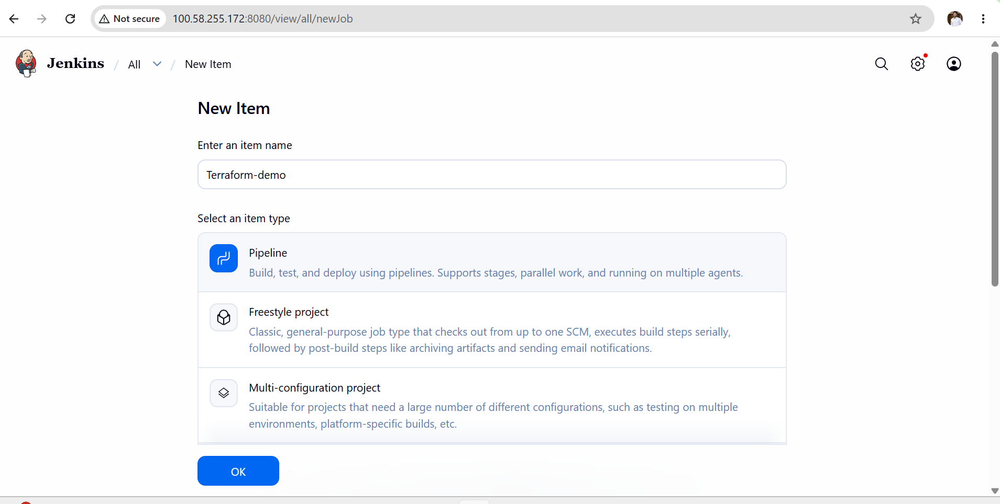 Not secure 100.58.255.172:8080/view/all/newJob
Jenkins / All / New Item
New Item
Enter an item name
Terraform-demo
Select an item type
Pipeline
Build, test, and deploy using pipelines. Supports stages, parallel work, and running on multiple agents.
Freestyle project
Classic, general-purpose job type that checks out from up to one SCM, executes build steps serially,
followed by post-build steps like archiving artifacts and sending email notifications.
Multi-configuration project
Suitable for projects that need a large number of different configurations, such as testing on multiple
environments, platform-specific builds, etc.
OK